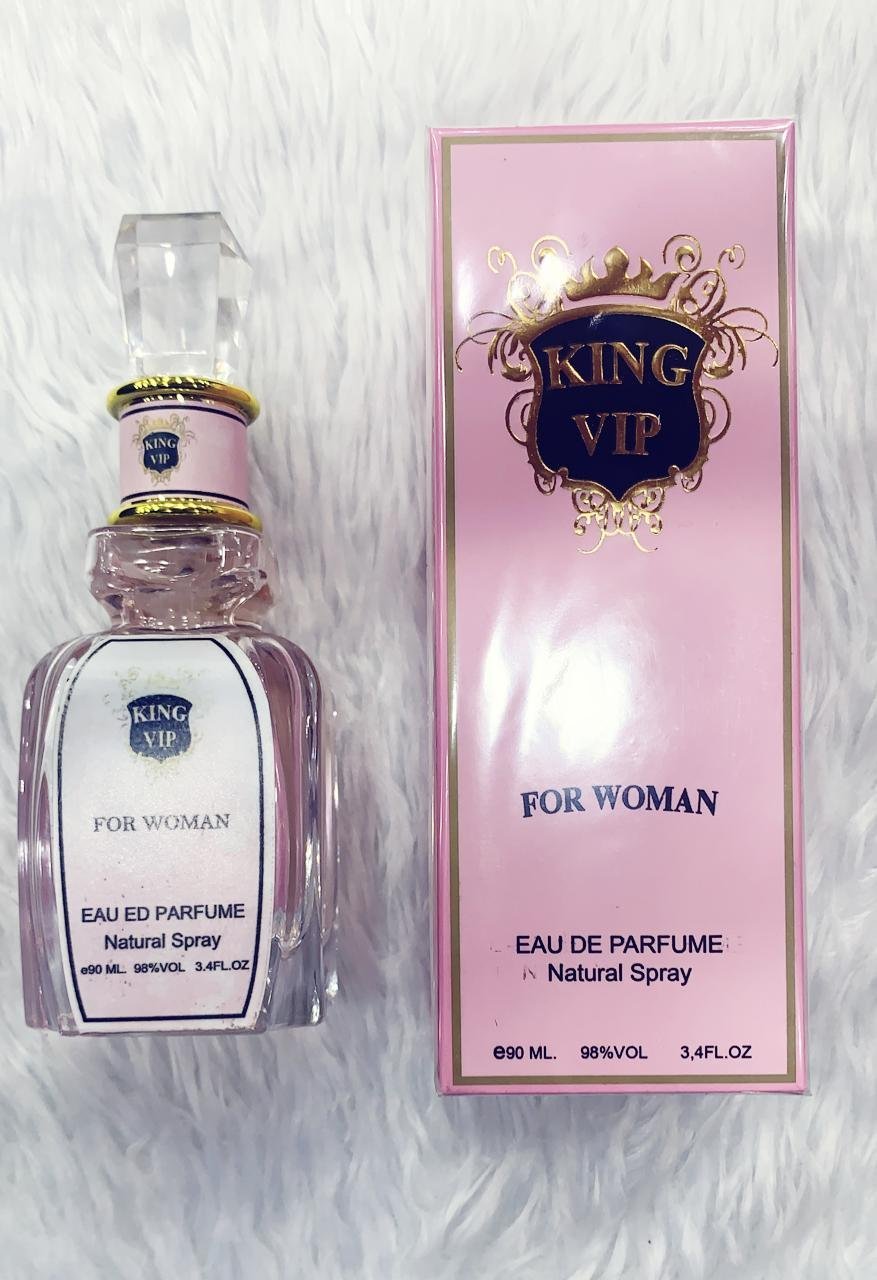 KING
VIP
KING
VIP
FOR WOMAN
EAU ED PARFUME
Natural Spray
e90 ML. 98%VOL 3.4FL.OZ
KING
VIP
FOR WOMAN
EAU DE PARFUME
Natural Spray
e90 ML. 98%VOL 3,4FL.OZ